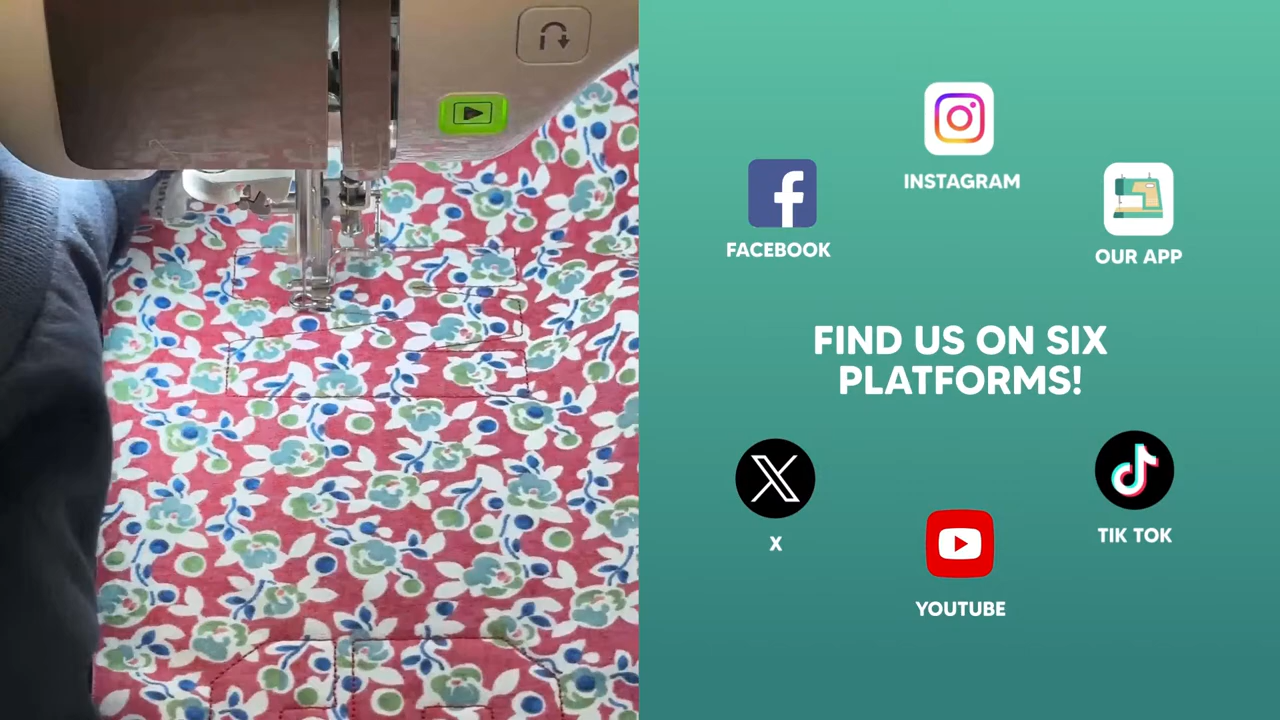 INSTAGRAM
FACEBOOK
OUR APP
FIND US ON SIX
PLATFORMS!
X
TIK TOK
YOUTUBE